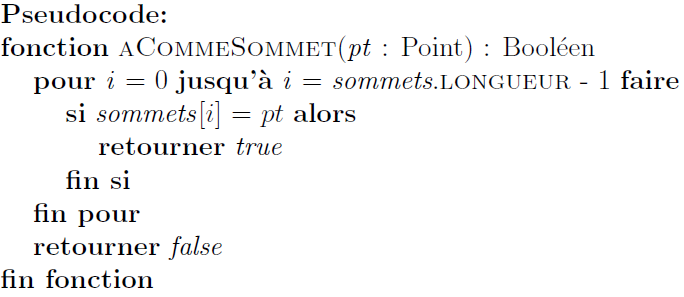 Pseudocode:
fonction ACOMMESOMMET(pt : Point) : Booléen
pour i = 0 jusqu'à i = sommets.LONGUEUR - 1 faire
si sommets[i] = pt alors
retourner true
fin si
fin pour
retourner false
fin fonction